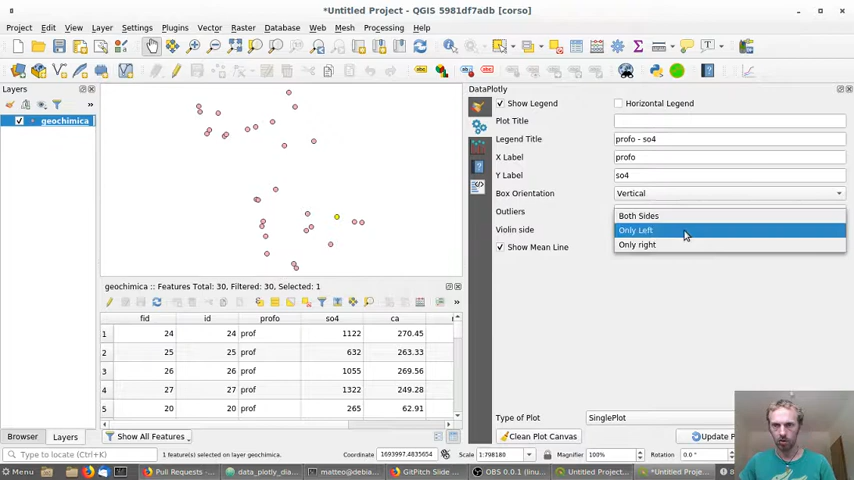 *Untitled Project - QGIS 5981df7adb [corso]
Project Edit View Layer Settings Plugins Vector Raster Database Web Mesh Processing Help
Layers
DataPlotly
geochimica
Show Legend
Horizontal Legend
Plot Title
Legend Title
profo - so4
X Label
profo
Y Label
so4
Box Orientation
Vertical
Outliers
Both Sides
Violin side
Only Left
Show Mean Line
Only right
geochimica :: Features Total: 30, Filtered: 30, Selected: 1
fid id profo so4 ca
1 24 24 prof 1122 270.45
2 25 25 prof 632 263.33
3 26 26 prof 1055 269.56
4 27 27 prof 1322 249.28
5 20 20 prof 265 62.91
Type of Plot
SinglePlot
Browser Layers
Show All Features
Clean Plot Canvas
Update
Type to locate (Ctrl+K)
1 feature(s) selected on layer geochimica.
Coordinate 1693997,4835654
Scale 1:798180
Magnifier 100%
Rotation 0.0 °
Menu
Pull Requests -
data_plotly_dia
matteo@debia
GitPitch Slide
OBS 0.0.1 (linu
Untitled Project
*Untitled Project